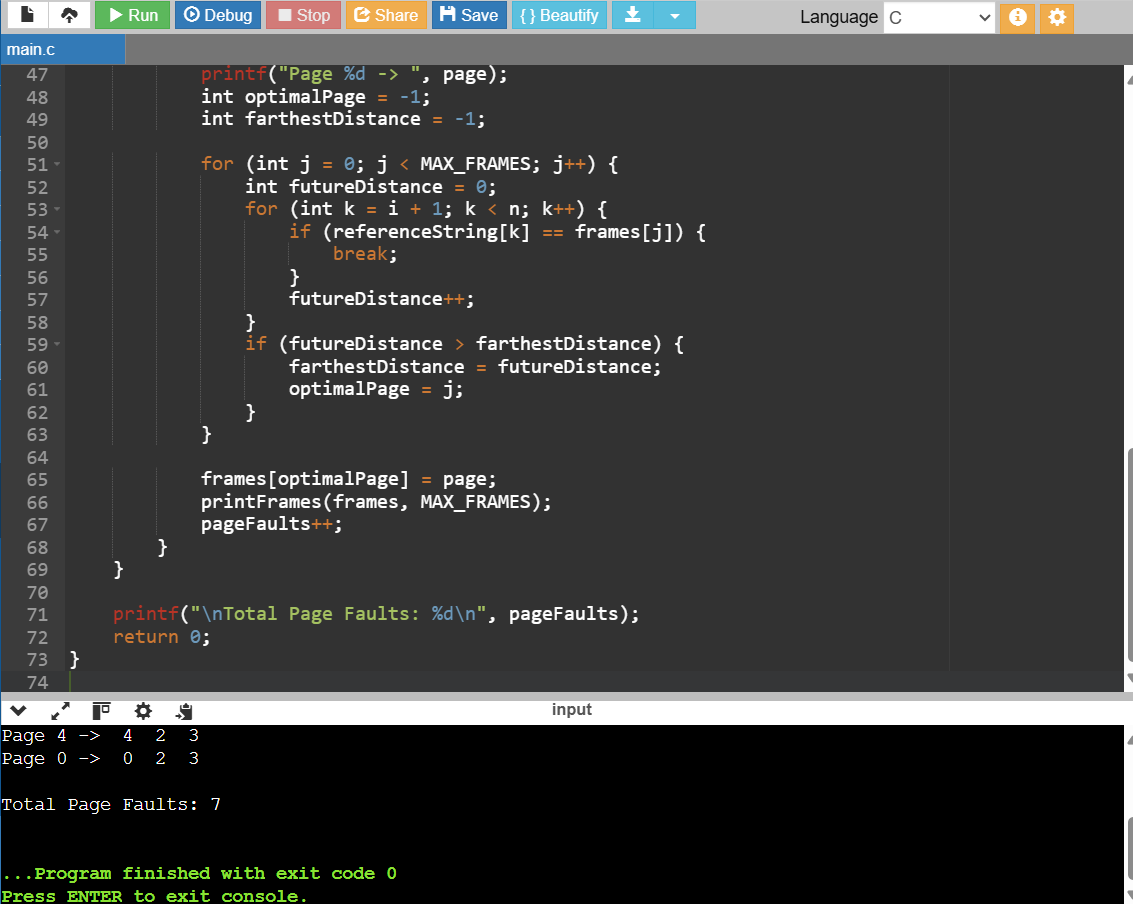 Run Debug Stop Share Save { } Beautify Language C
main.c
47 printf("Page %d -> ", page);
48 int optimalPage = -1;
49 int farthestDistance = -1;
50
51 for (int j = 0; j < MAX_FRAMES; j++) {
52 int futureDistance = 0;
53 for (int k = i + 1; k < n; k++) {
54 if (referenceString[k] == frames[j]) {
55 break;
56 }
57 futureDistance++;
58 }
59 if (futureDistance > farthestDistance) {
60 farthestDistance = futureDistance;
61 optimalPage = j;
62 }
63 }
64
65 frames[optimalPage] = page;
66 printFrames(frames, MAX_FRAMES);
67 pageFaults++;
68 }
69 }
70
71 printf("\nTotal Page Faults: %d\n", pageFaults);
72 return 0;
73 }
74
input
Page 4 -> 4 2 3
Page 0 -> 0 2 3
Total Page Faults: 7
...Program finished with exit code 0
Press ENTER to exit console.